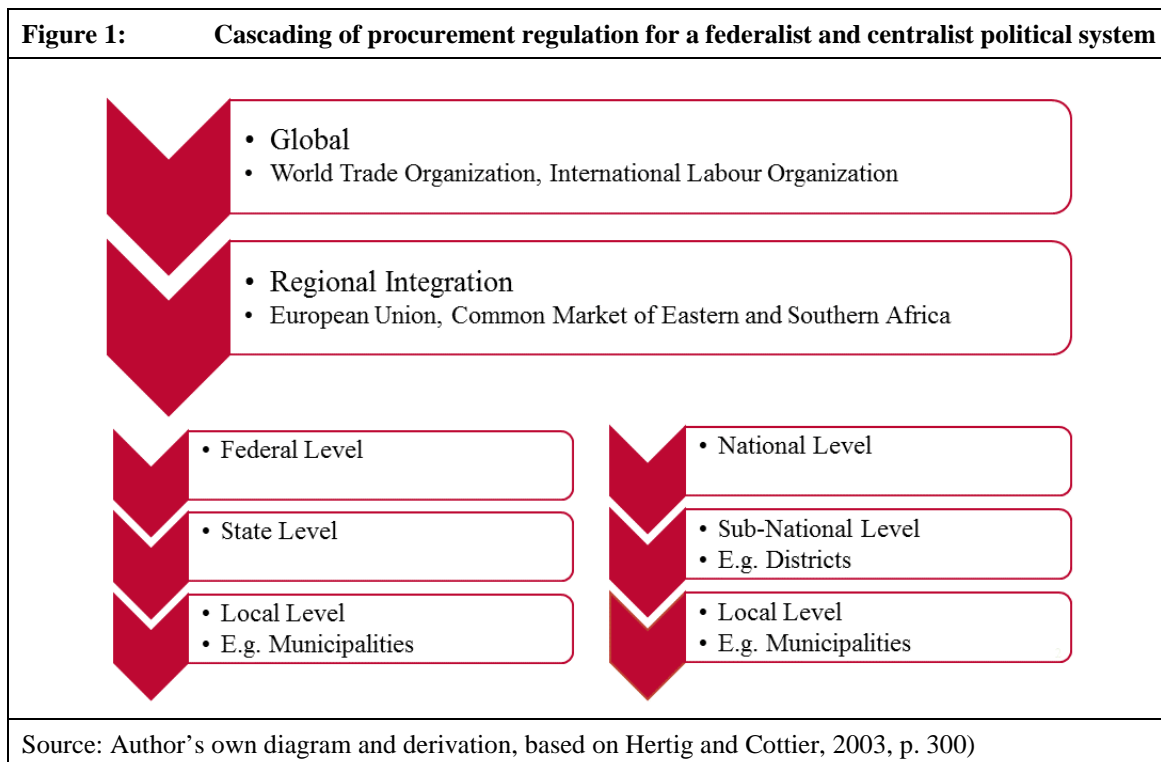 Figure 1: Cascading of procurement regulation for a federalist and centralist political system
• Global
• World Trade Organization, International Labour Organization
• Regional Integration
• European Union, Common Market of Eastern and Southern Africa
• Federal Level
• State Level
• Local Level
• E.g. Municipalities
• National Level
• Sub-National Level
• E.g. Districts
• Local Level
• E.g. Municipalities
Source: Author’s own diagram and derivation, based on Hertig and Cottier, 2003, p. 300)